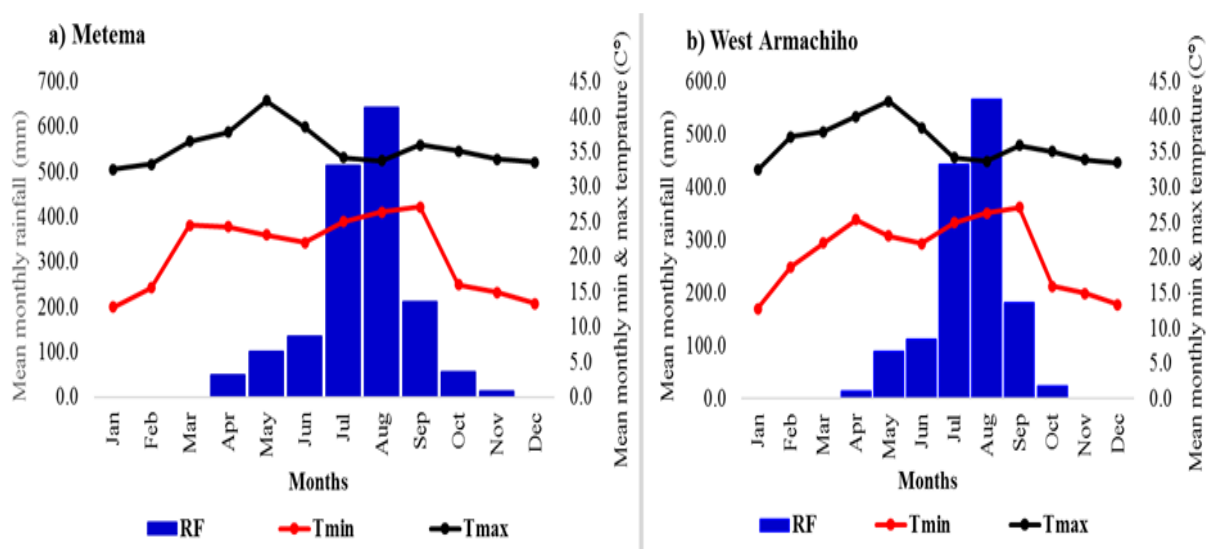 a) Metema
Mean monthly rainfall (mm)
700.0
600.0
500.0
400.0
300.0
200.0
100.0
0.0
45.0
40.0
35.0
30.0
25.0
20.0
15.0
10.0
5.0
0.0
Mean monthly min & max temprature (C°)
Jan
Feb
Mar
Apr
May
Jun
Jul
Aug
Sep
Oct
Nov
Dec
Months
RF Tmin Tmax
b) West Armachiho
Mean monthly rainfall (mm)
600.0
500.0
400.0
300.0
200.0
100.0
0.0
45.0
40.0
35.0
30.0
25.0
20.0
15.0
10.0
5.0
0.0
Mean monthly min & max temprature (C°)
Jan
Feb
Mar
Apr
May
Jun
Jul
Aug
Sep
Oct
Nov
Dec
Months
RF Tmin Tmax